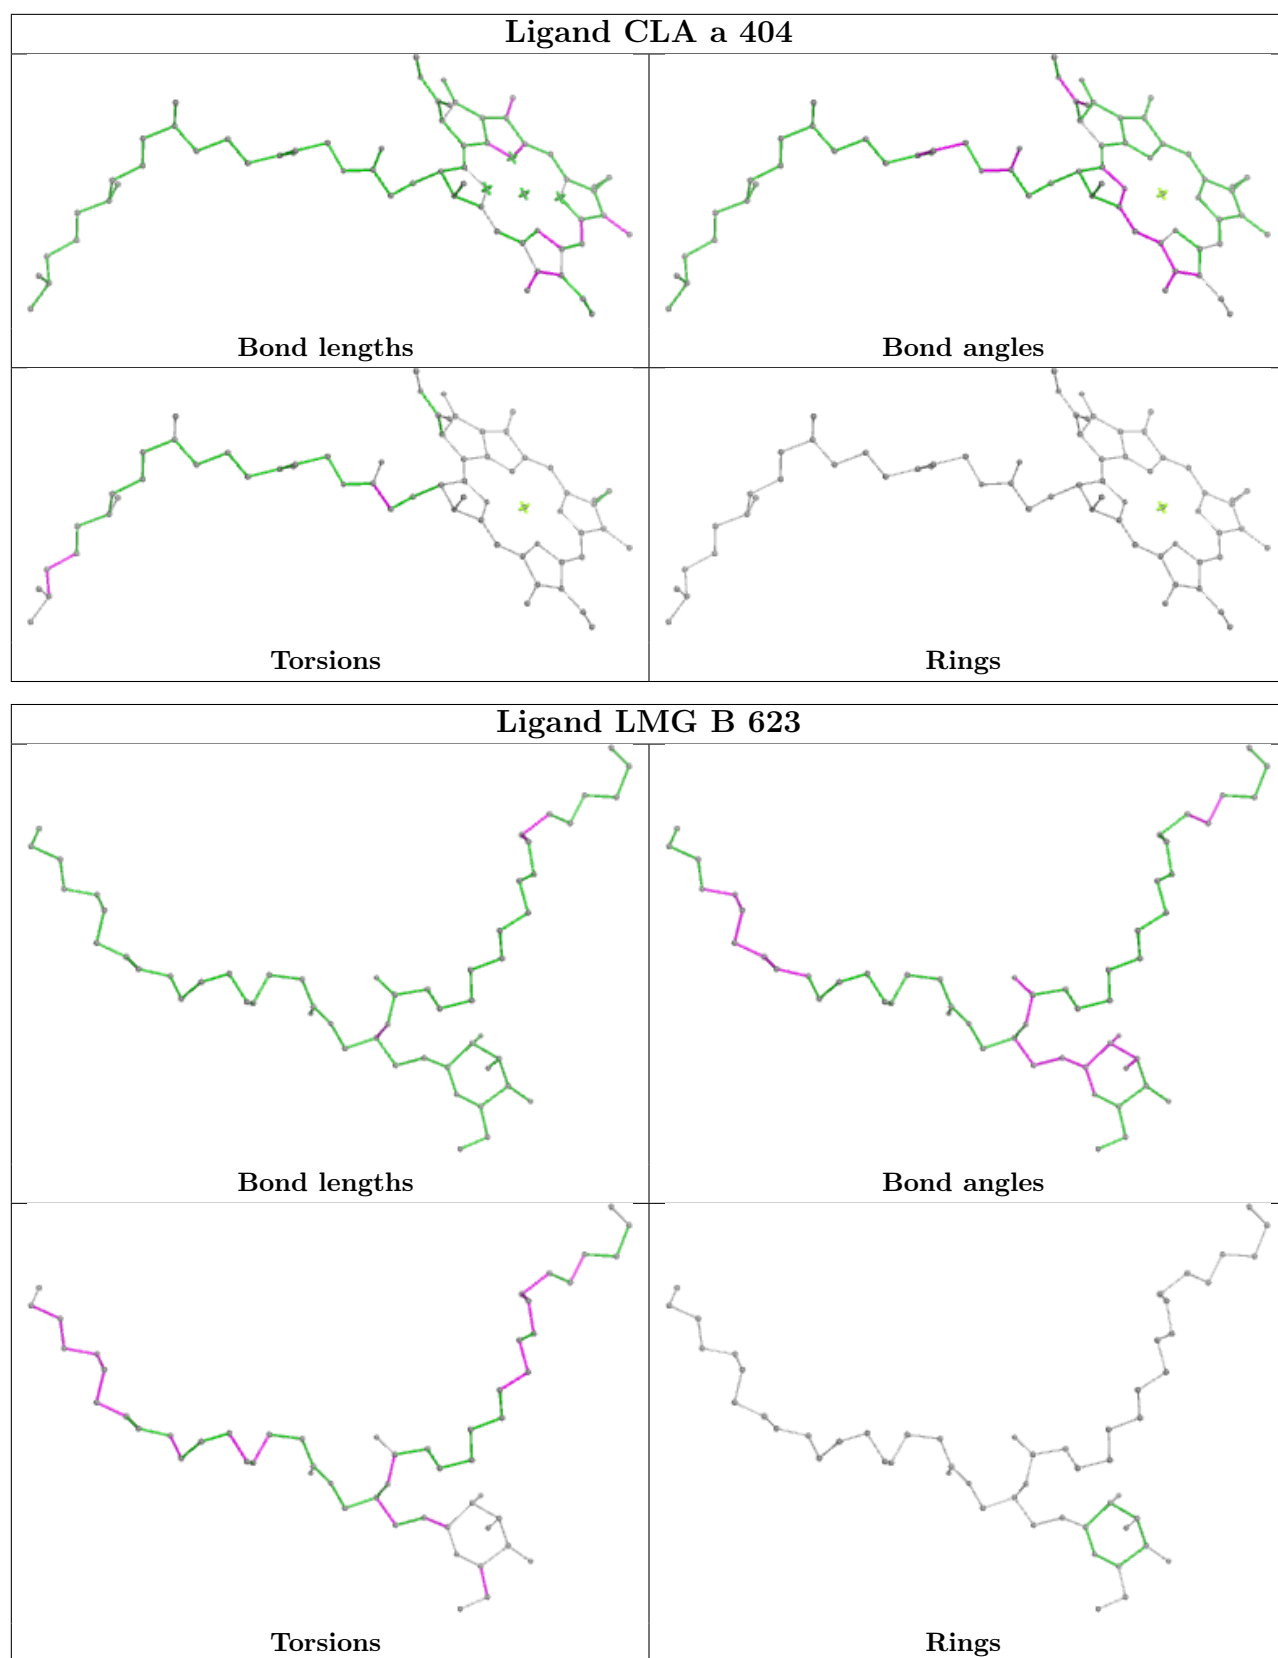 Ligand CLA a 404
Bond lengths
Bond angles
Torsions
Rings
Ligand LMG B 623
Bond lengths
Bond angles
Torsions
Rings